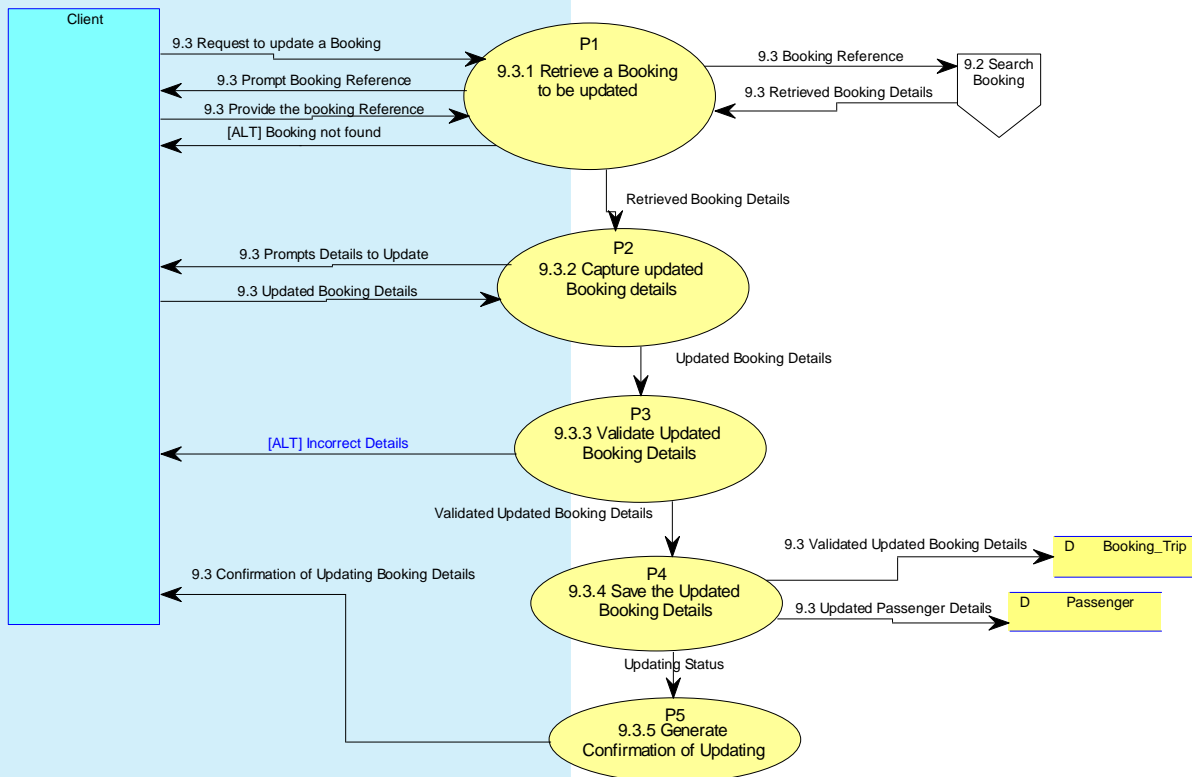 Client
9.3 Request to update a Booking
P1
9.3.1 Retrieve a Booking
to be updated
9.3 Booking Reference
9.2 Search
Booking
9.3 Prompt Booking Reference
9.3 Retrieved Booking Details
9.3 Provide the booking Reference
[ALT] Booking not found
Retrieved Booking Details
P2
9.3.2 Capture updated
Booking details
9.3 Prompts Details to Update
9.3 Updated Booking Details
Updated Booking Details
P3
9.3.3 Validate Updated
Booking Details
[ALT] Incorrect Details
Validated Updated Booking Details
P4
9.3.4 Save the Updated
Booking Details
9.3 Validated Updated Booking Details
D Booking_Trip
9.3 Confirmation of Updating Booking Details
9.3 Updated Passenger Details
D Passenger
Updating Status
P5
9.3.5 Generate
Confirmation of Updating